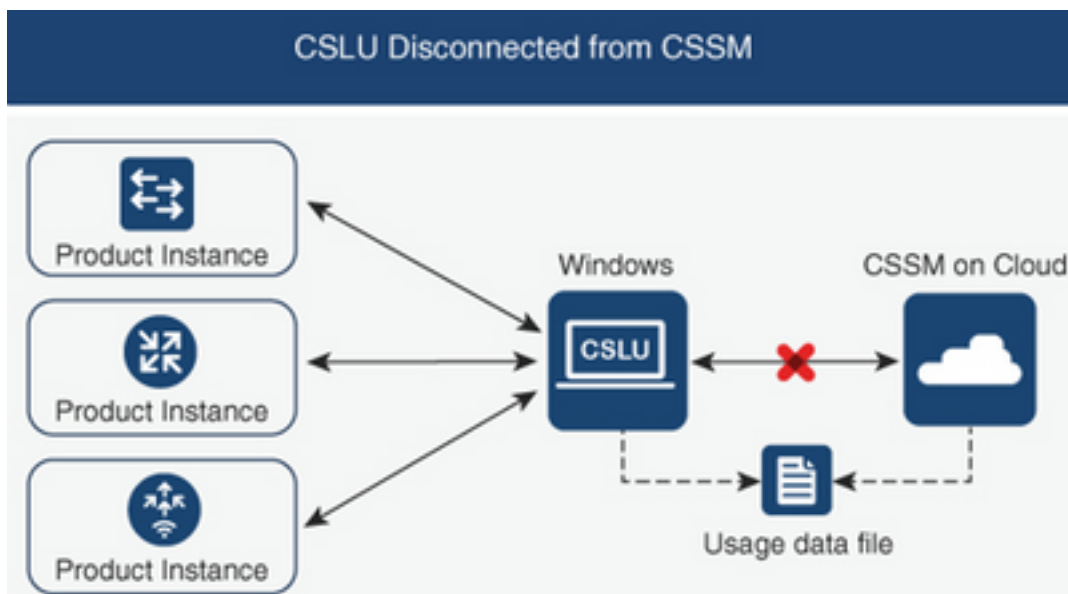 CSLU Disconnected from CSSM
Product Instance
Product Instance
Product Instance
Windows
CSLU
CSSM on Cloud
Usage data file